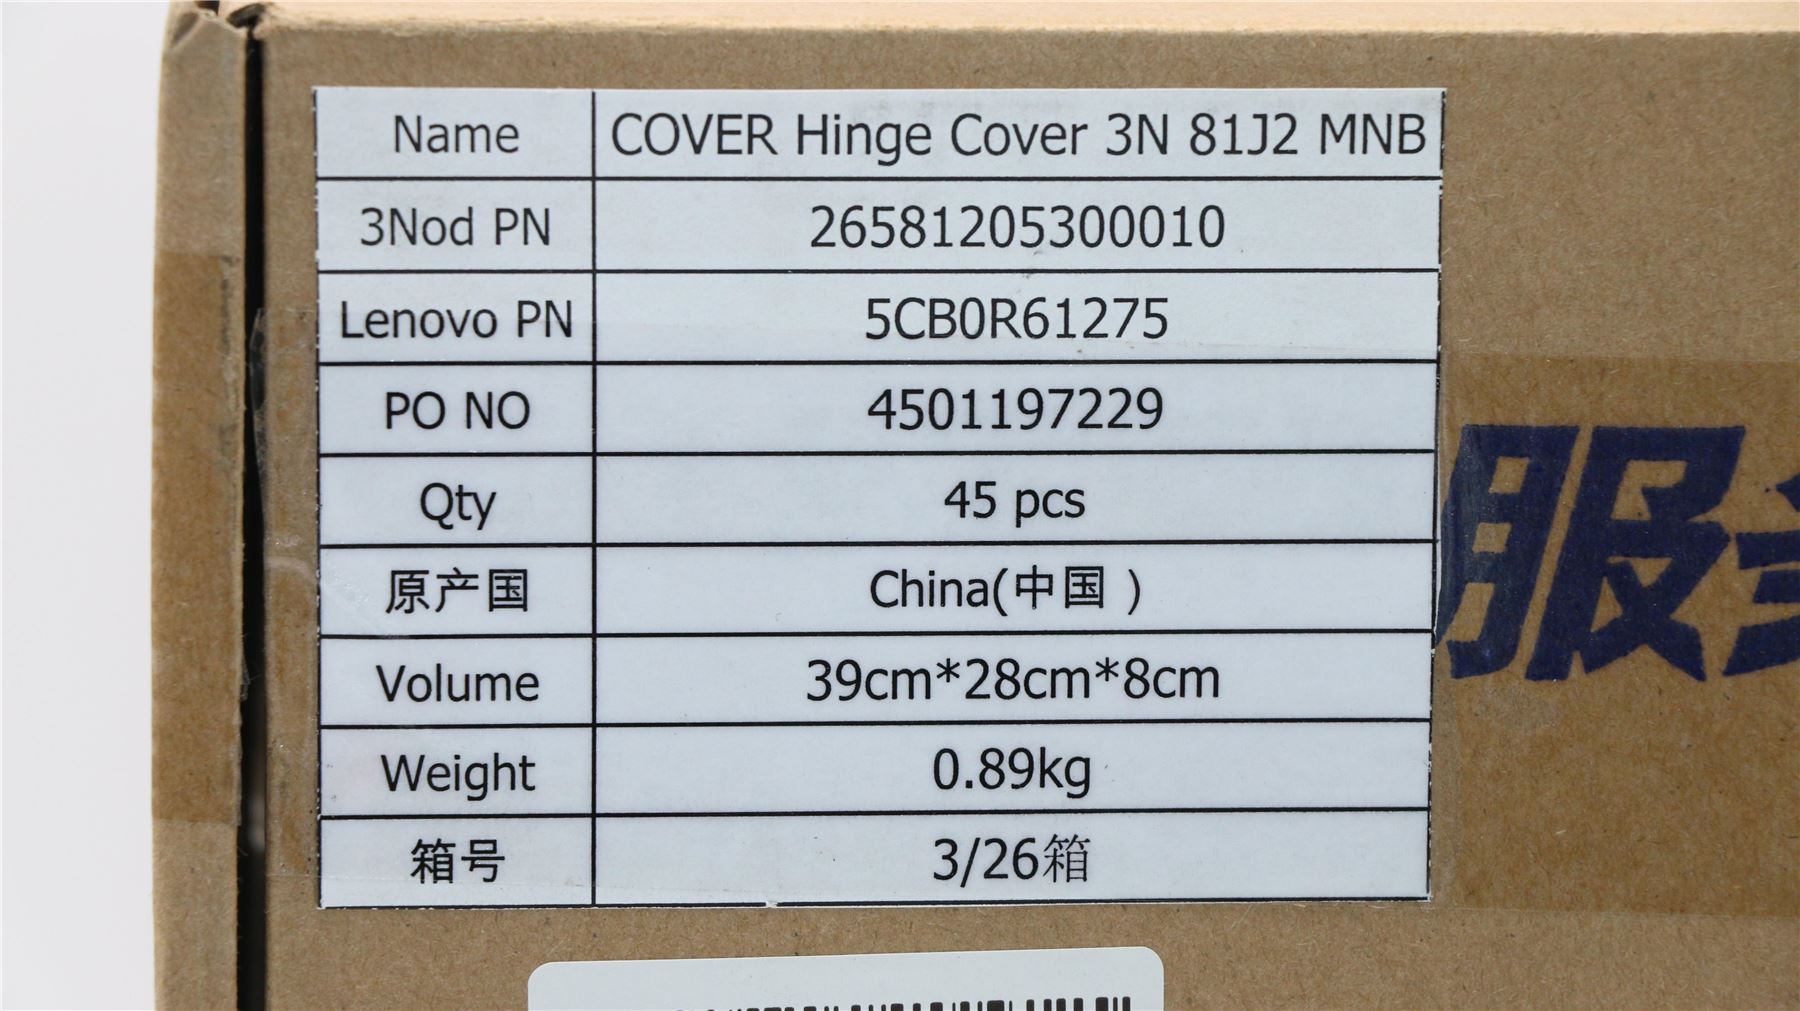 Name COVER Hinge Cover 3N 81J2 MNB
3Nod PN 26581205300010
Lenovo PN 5CB0R61275
PO NO 4501197229
Qty 45 pcs
原产国 China(中国 )
Volume 39cm*28cm*8cm
Weight 0.89kg
箱号 3/26箱
服